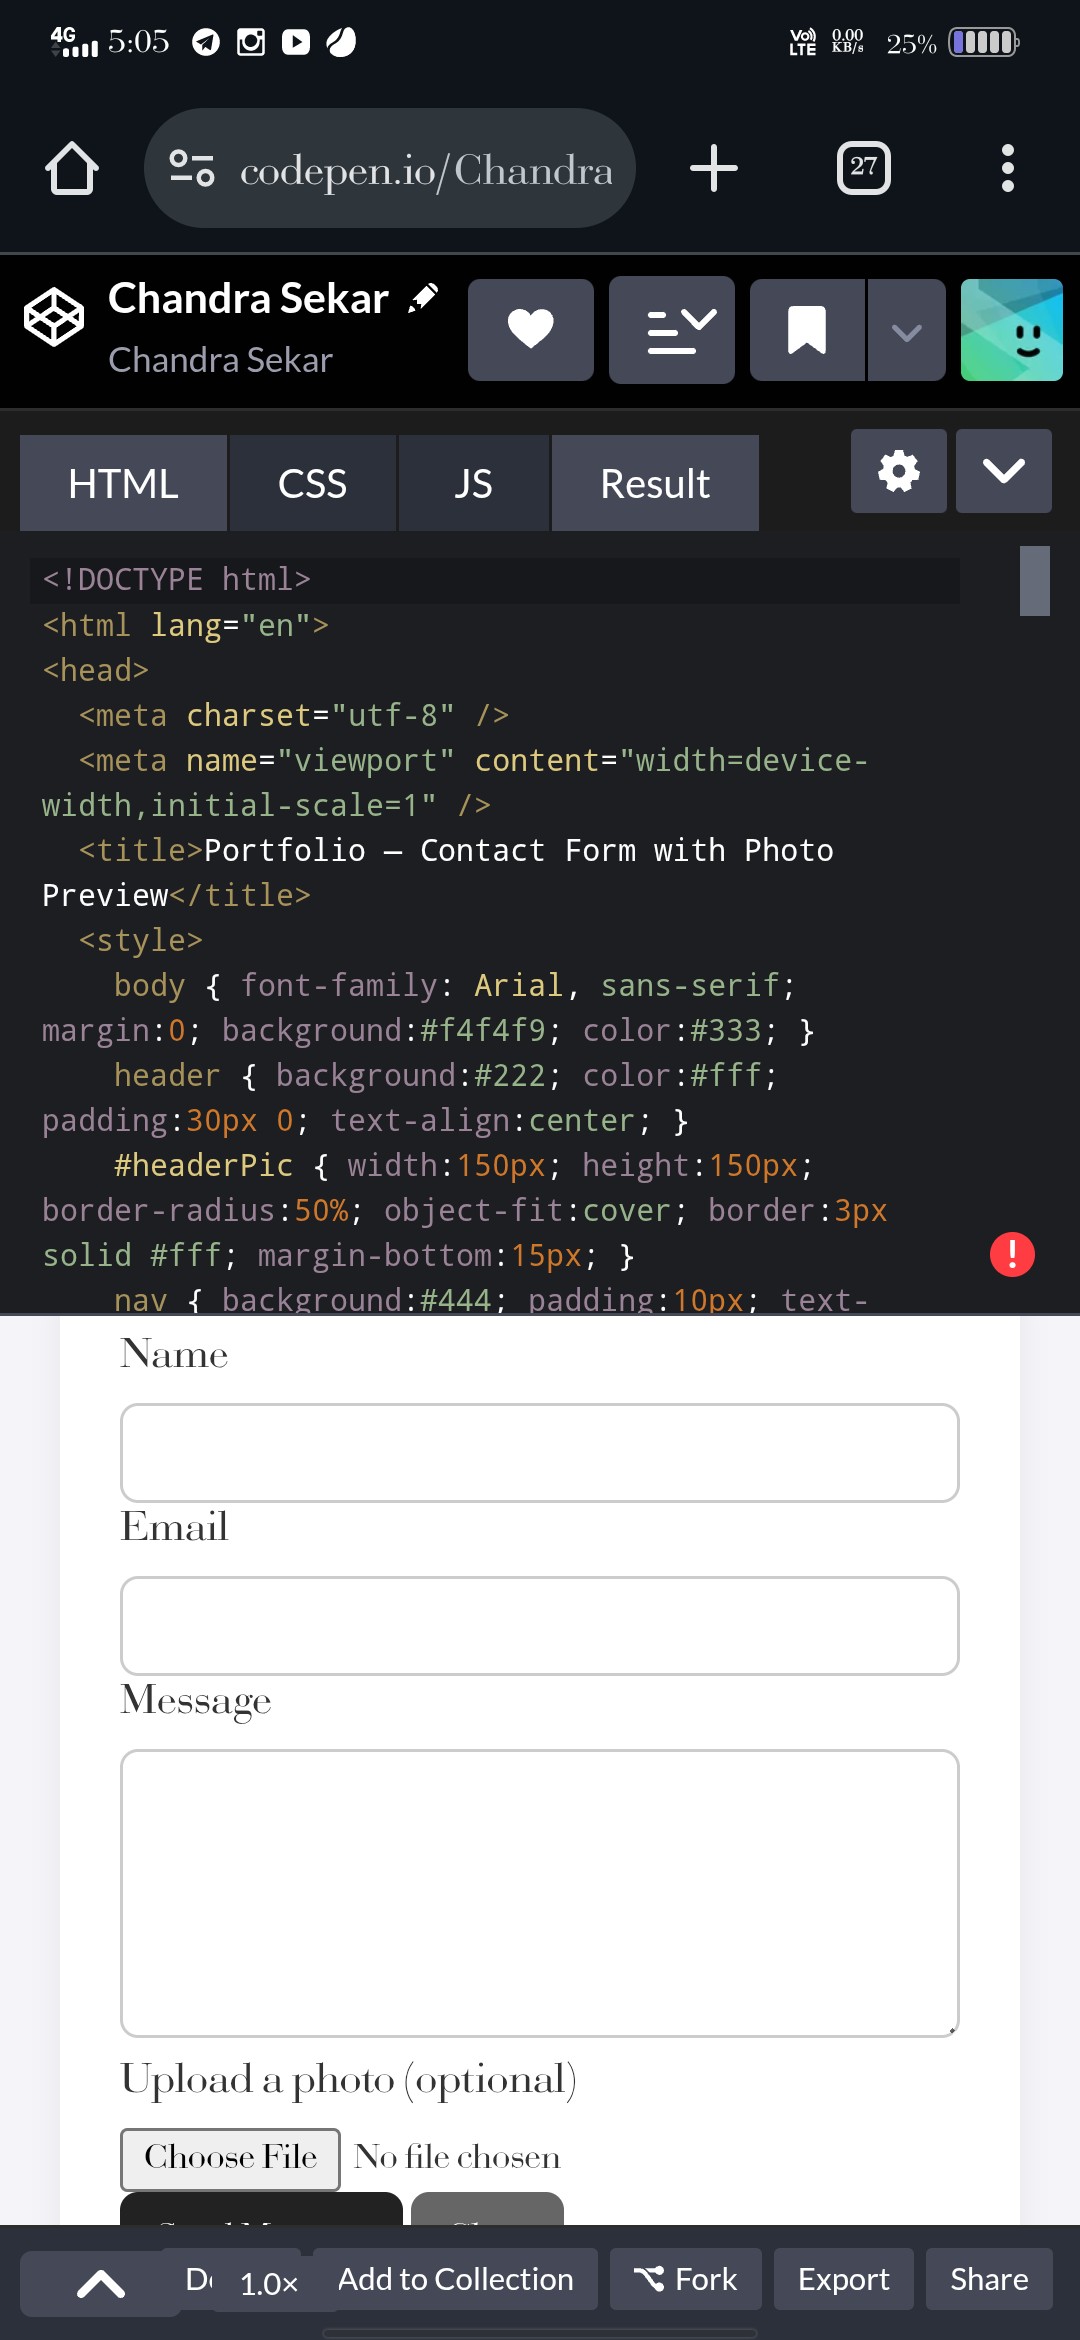 4G 5:05 Vo)) LTE 0.00 KB/s 25%
codepen.io/Chandra 27
Chandra Sekar
Chandra Sekar
HTML CSS JS Result
<!DOCTYPE html>
<html lang="en">
<head>
  <meta charset="utf-8" />
  <meta name="viewport" content="width=device-
width,initial-scale=1" />
  <title>Portfolio – Contact Form with Photo
Preview</title>
  <style>
    body { font-family: Arial, sans-serif;
margin:0; background:#f4f4f9; color:#333; }
    header { background:#222; color:#fff;
padding:30px 0; text-align:center; }
    #headerPic { width:150px; height:150px;
border-radius:50%; object-fit:cover; border:3px
solid #fff; margin-bottom:15px; }
    nav { background:#444; padding:10px; text-
Name
Email
Message
Upload a photo (optional)
Choose File No file chosen
1.0× Add to Collection Fork Export Share